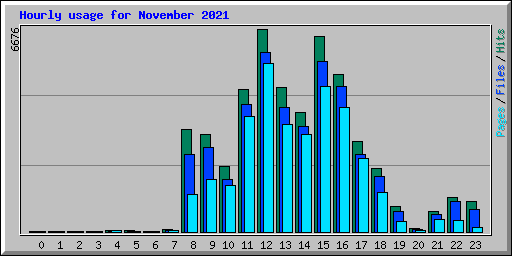 Hourly usage for November 2021
6676
Pages/Files/Hits
0 1 2 3 4 5 6 7 8 9 10 11 12 13 14 15 16 17 18 19 20 21 22 23